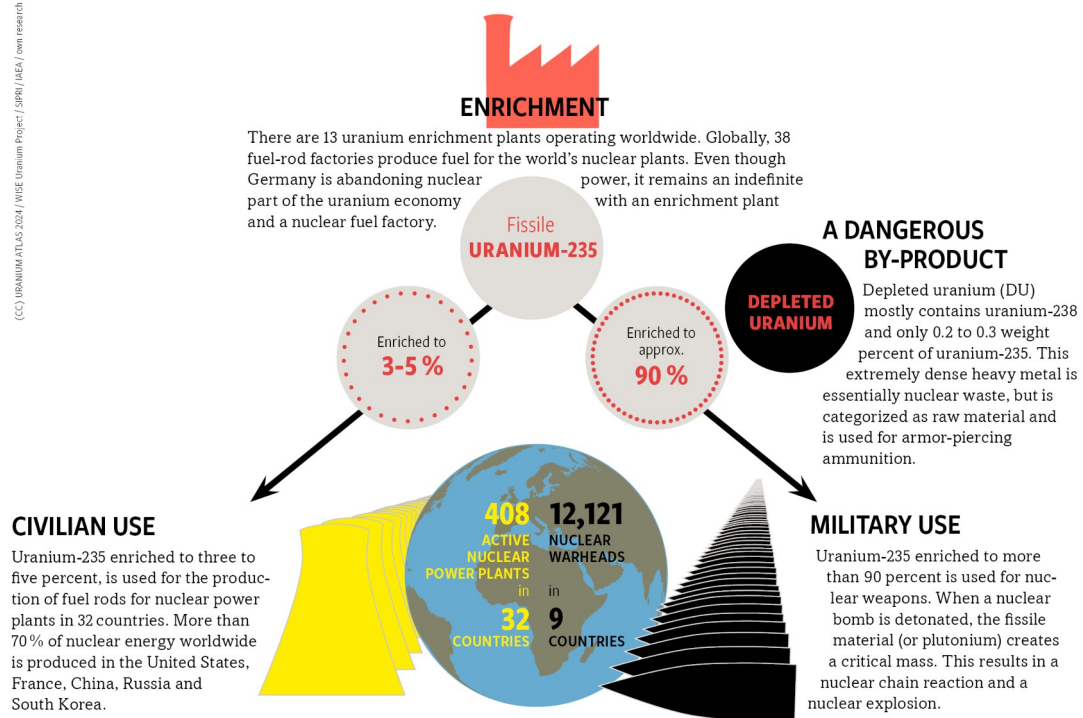 (CC) URANIUM ATLAS 2024 / WISE Uranium Project / SIPRI / IAEA / own research
ENRICHMENT
There are 13 uranium enrichment plants operating worldwide. Globally, 38
fuel-rod factories produce fuel for the world’s nuclear plants. Even though
Germany is abandoning nuclear power, it remains an indefinite
part of the uranium economy with an enrichment plant
and a nuclear fuel factory.
Fissile
URANIUM-235
Enriched to
3-5 %
Enriched to
approx.
90 %
DEPLETED
URANIUM
A DANGEROUS
BY-PRODUCT
Depleted uranium (DU)
mostly contains uranium-238
and only 0.2 to 0.3 weight
percent of uranium-235. This
extremely dense heavy metal is
essentially nuclear waste, but is
categorized as raw material and
is used for armor-piercing
ammunition.
CIVILIAN USE
Uranium-235 enriched to three to
five percent, is used for the produc-
tion of fuel rods for nuclear power
plants in 32 countries. More than
70 % of nuclear energy worldwide
is produced in the United States,
France, China, Russia and
South Korea.
408
ACTIVE
NUCLEAR
POWER PLANTS
in
32
COUNTRIES
12,121
NUCLEAR
WARHEADS
in
9
COUNTRIES
MILITARY USE
Uranium-235 enriched to more
than 90 percent is used for nuc-
lear weapons. When a nuclear
bomb is detonated, the fissile
material (or plutonium) creates
a critical mass. This results in a
nuclear chain reaction and a
nuclear explosion.